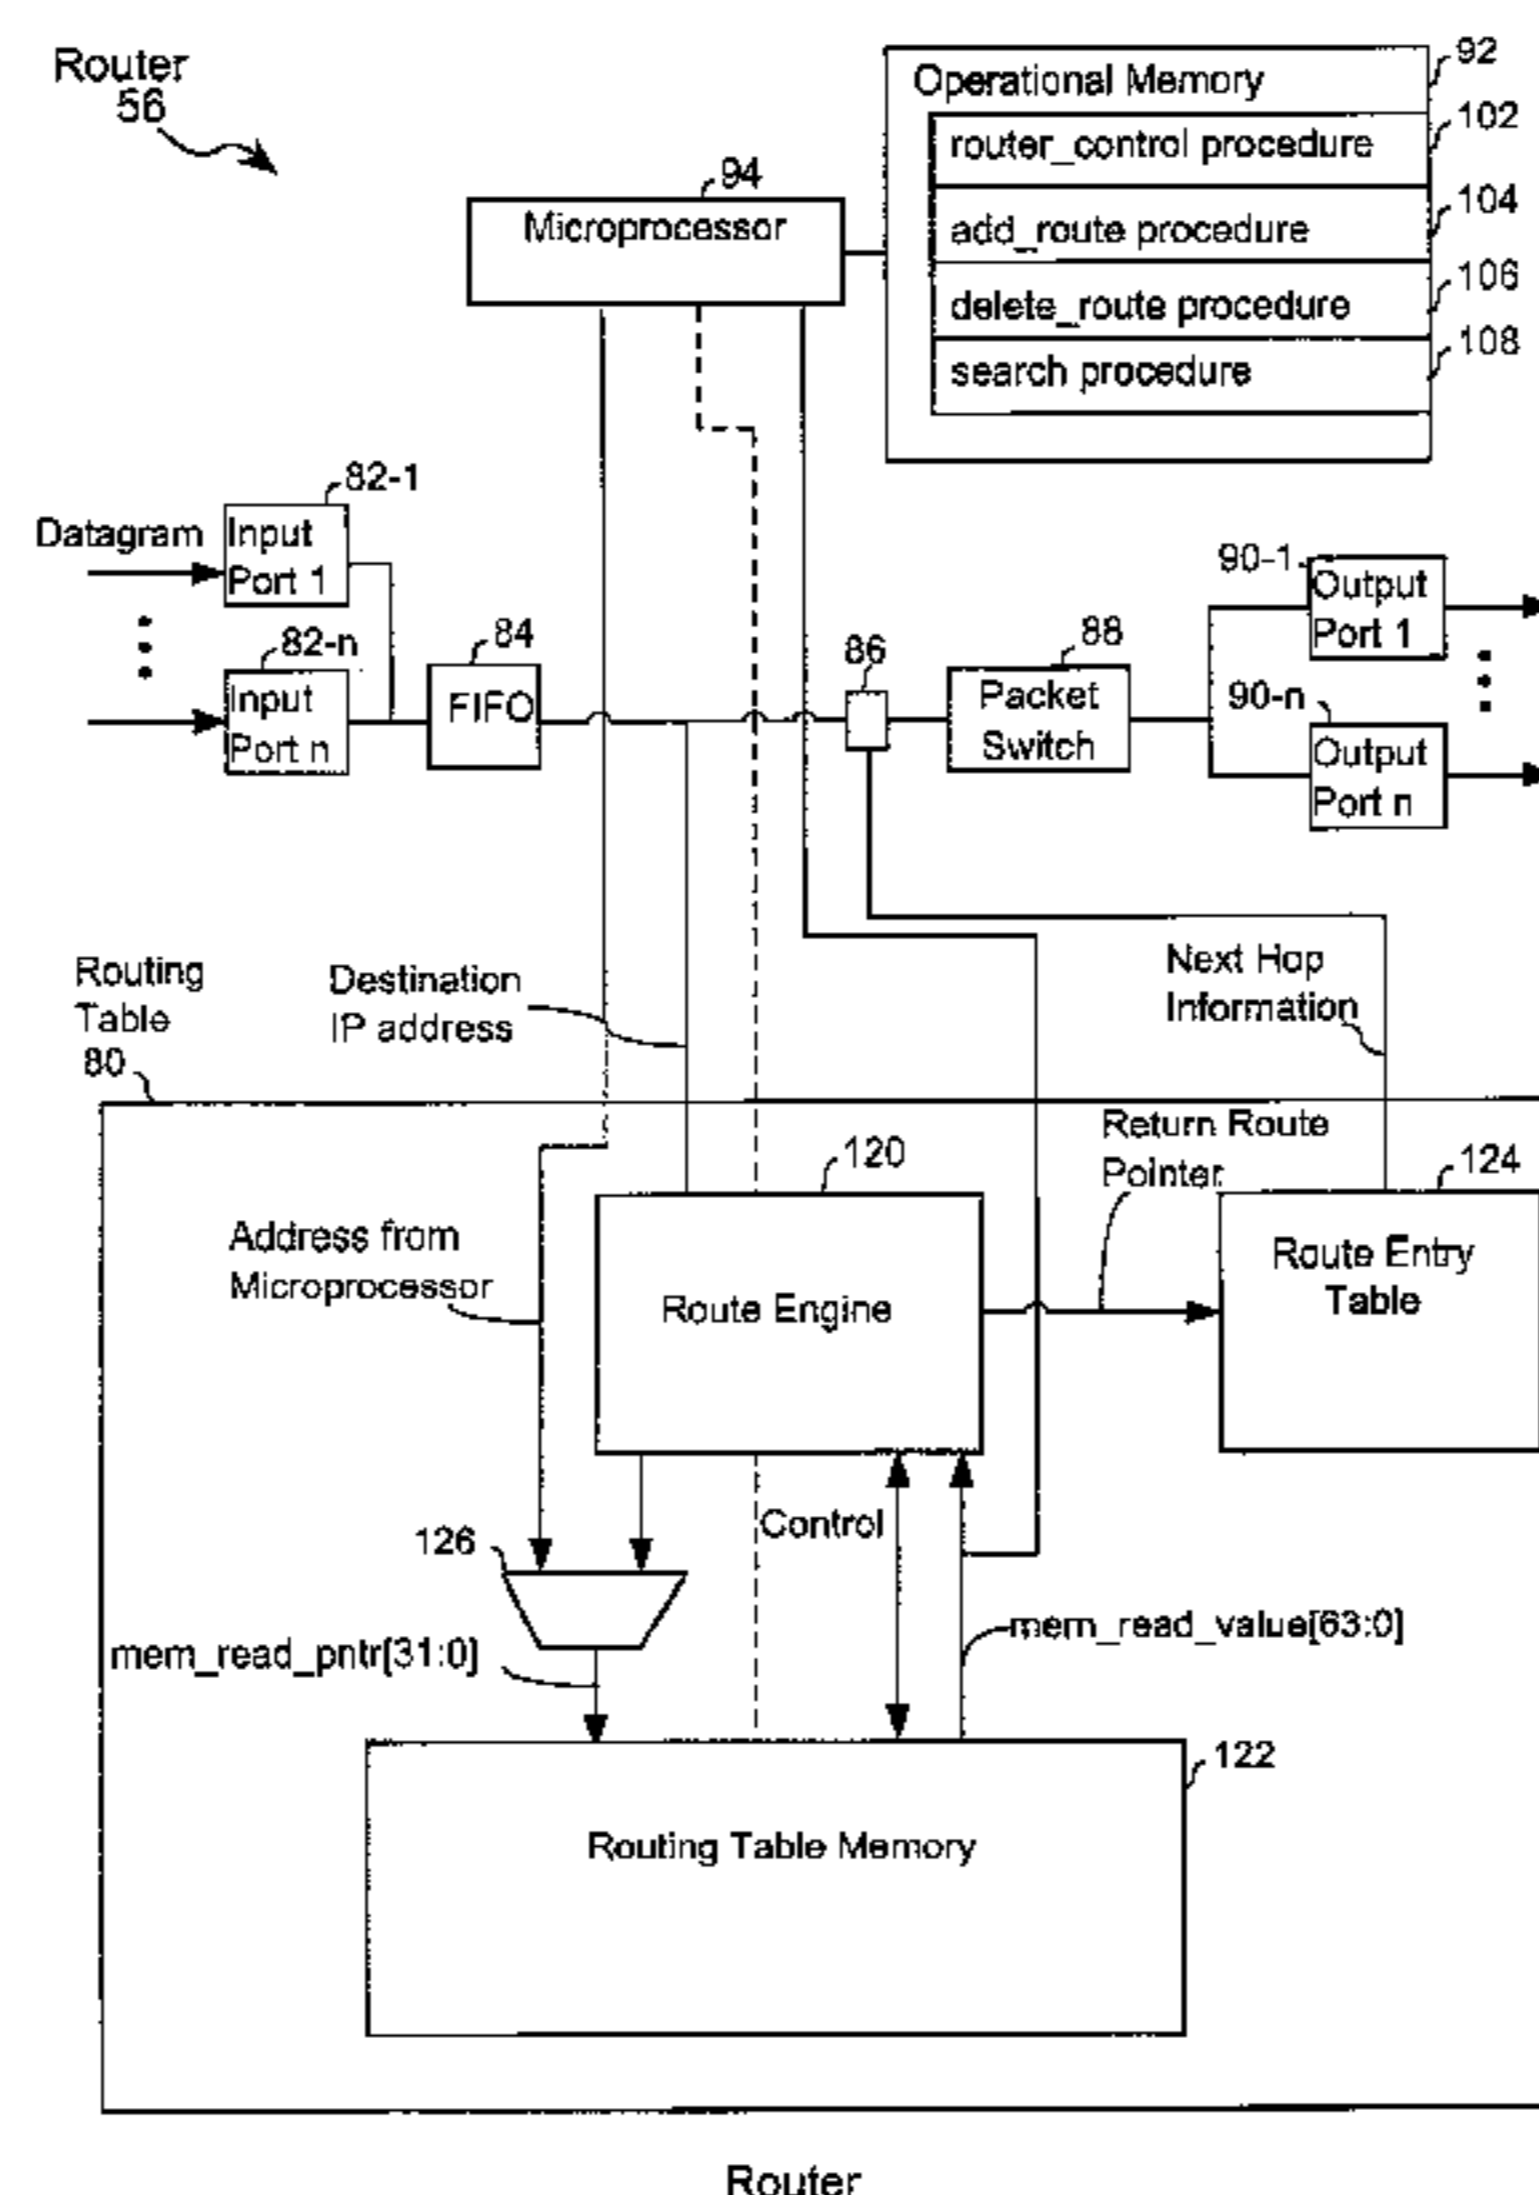 Router
56
92
Operational Memory
102
router_control procedure
94
Microprocessor
104
add_route procedure
106
delete_route procedure
108
search procedure
82-1
Datagram
Input
Port 1
90-1
Output
Port 1
82-n
84
86
88
Input
Port n
FIFO
Packet
Switch
90-n
Output
Port n
Routing
Table
80
Destination
IP address
Next Hop
Information
Return Route
Pointer
120
124
Address from
Microprocessor
Route Engine
Route Entry
Table
126
Control
mem_read_pntr[31:0]
mem_read_value[63:0]
122
Routing Table Memory
Router